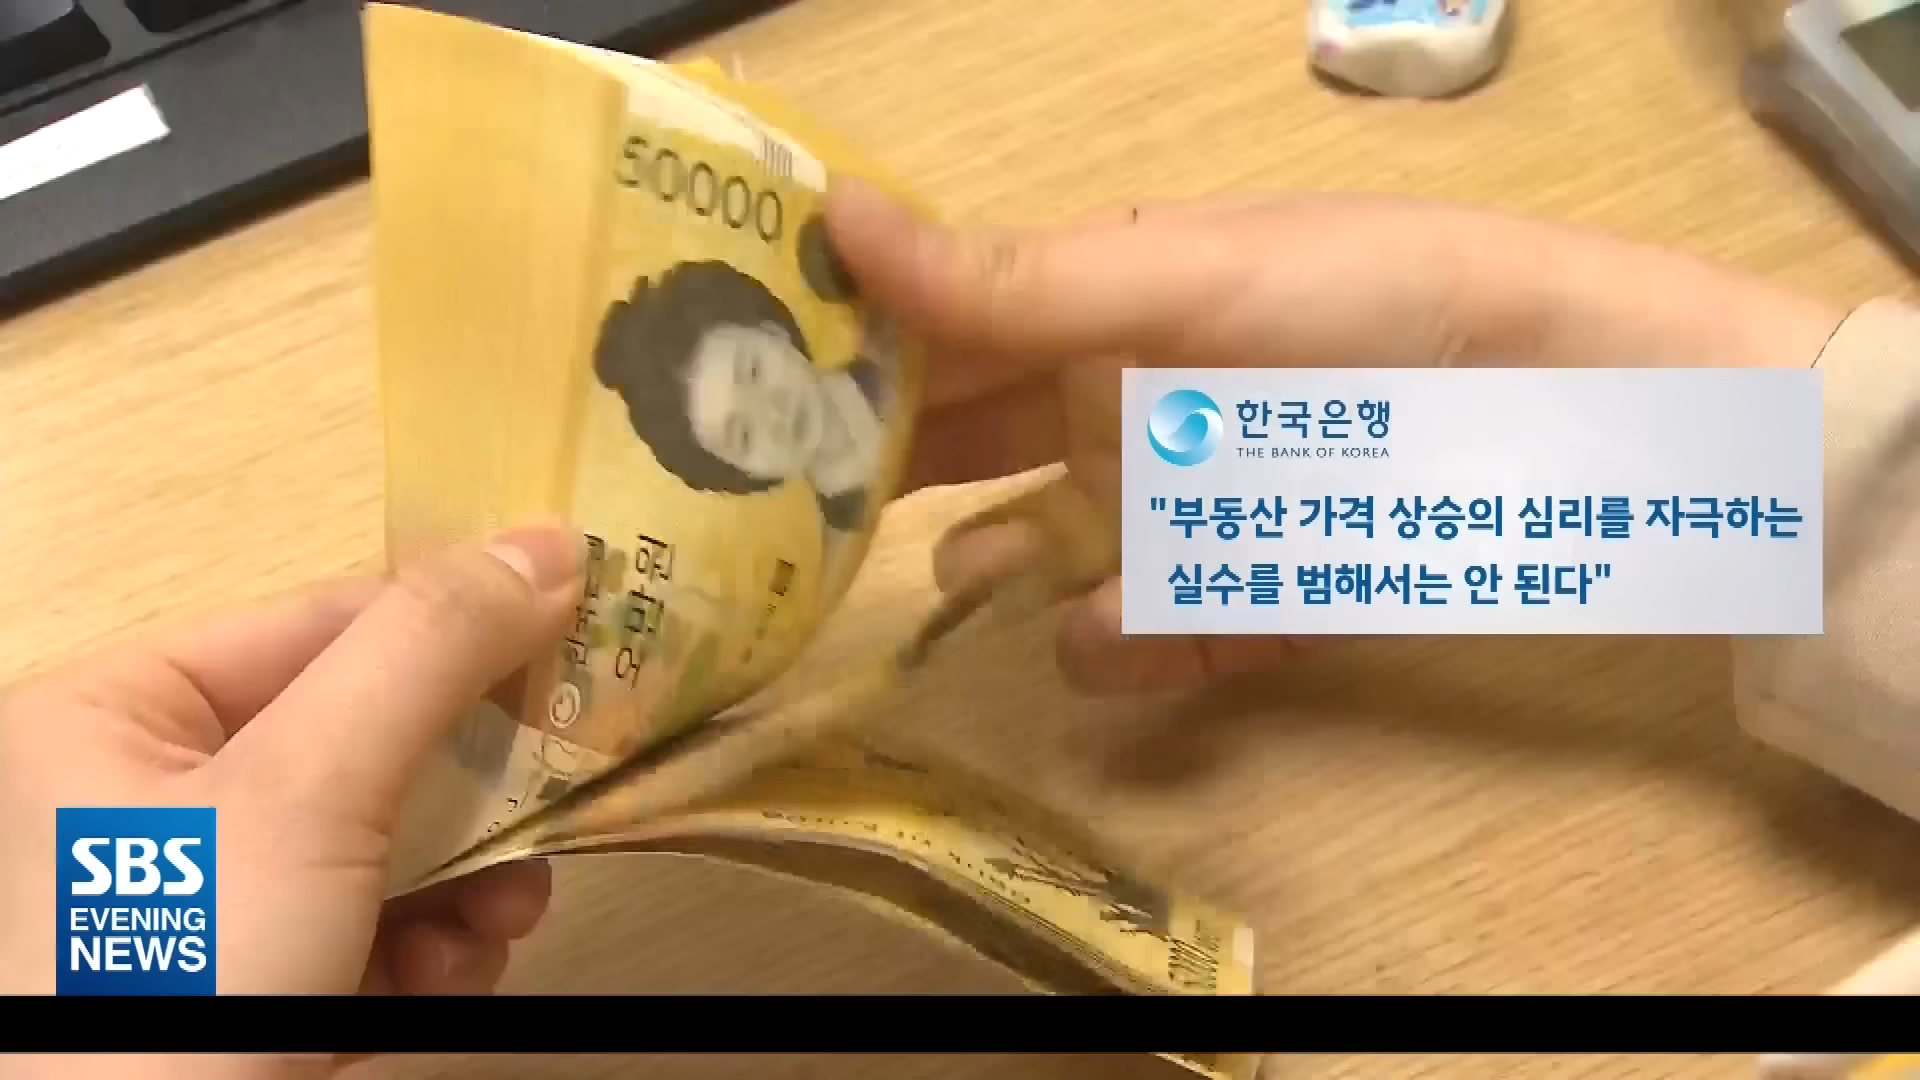 50000
한국은행
THE BANK OF KOREA
"부동산 가격 상승의 심리를 자극하는
실수를 범해서는 안 된다"
SBS
EVENING
NEWS